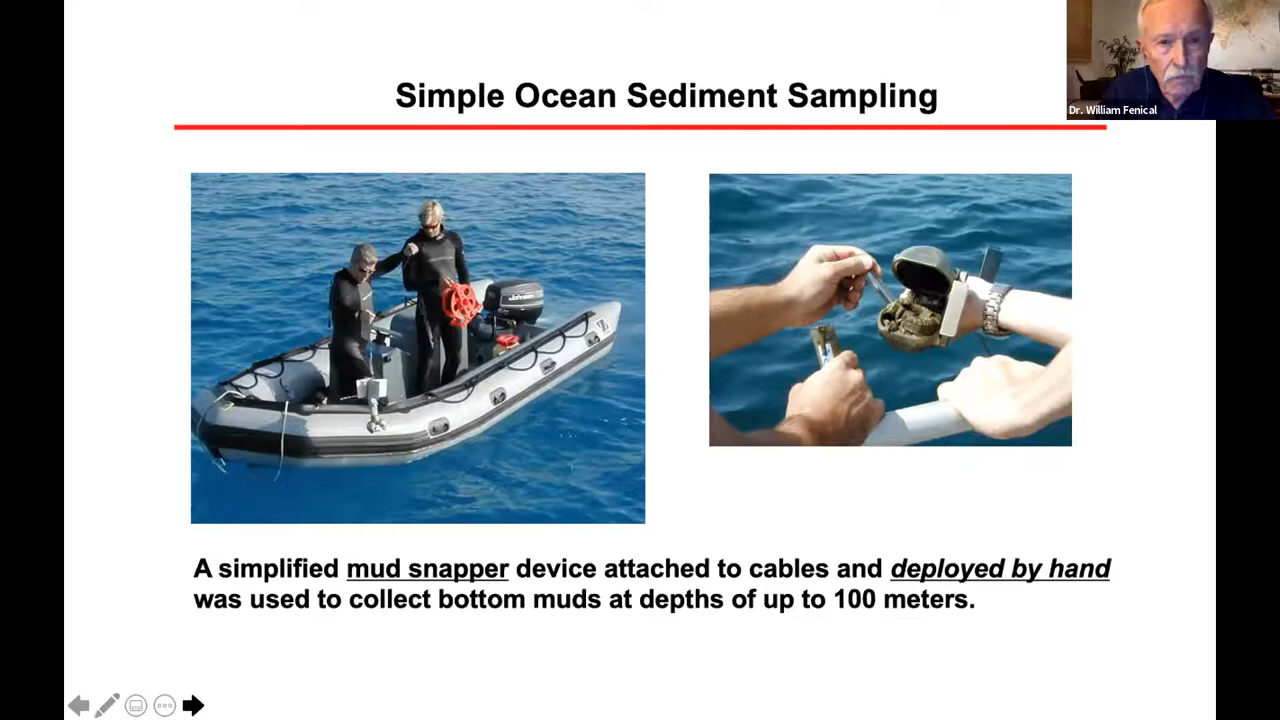 Simple Ocean Sediment Sampling
Dr. William Fenical
Johnson
A simplified mud snapper device attached to cables and deployed by hand
was used to collect bottom muds at depths of up to 100 meters.